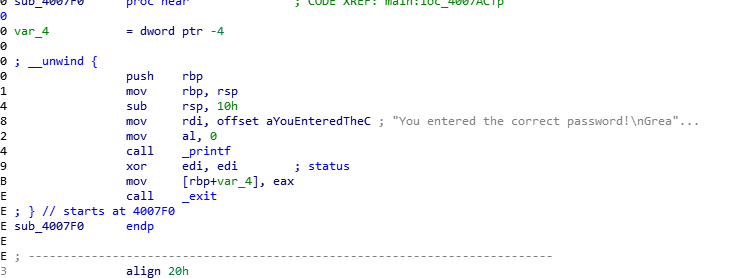 0 sub_4007F0      proc near               ; CODE XREF: main:loc_4007AC↑p
0
0 var_4           = dword ptr -4
0
0 ; __unwind {
0                 push    rbp
1                 mov     rbp, rsp
4                 sub     rsp, 10h
8                 mov     rdi, offset aYouEnteredTheC ; "You entered the correct password!\nGrea"...
2                 mov     al, 0
4                 call    _printf
9                 xor     edi, edi        ; status
B                 mov     [rbp+var_4], eax
E                 call    _exit
E ; } // starts at 4007F0
E sub_4007F0      endp
E
E ; ---------------------------------------------------------------------------
3                 align 20h